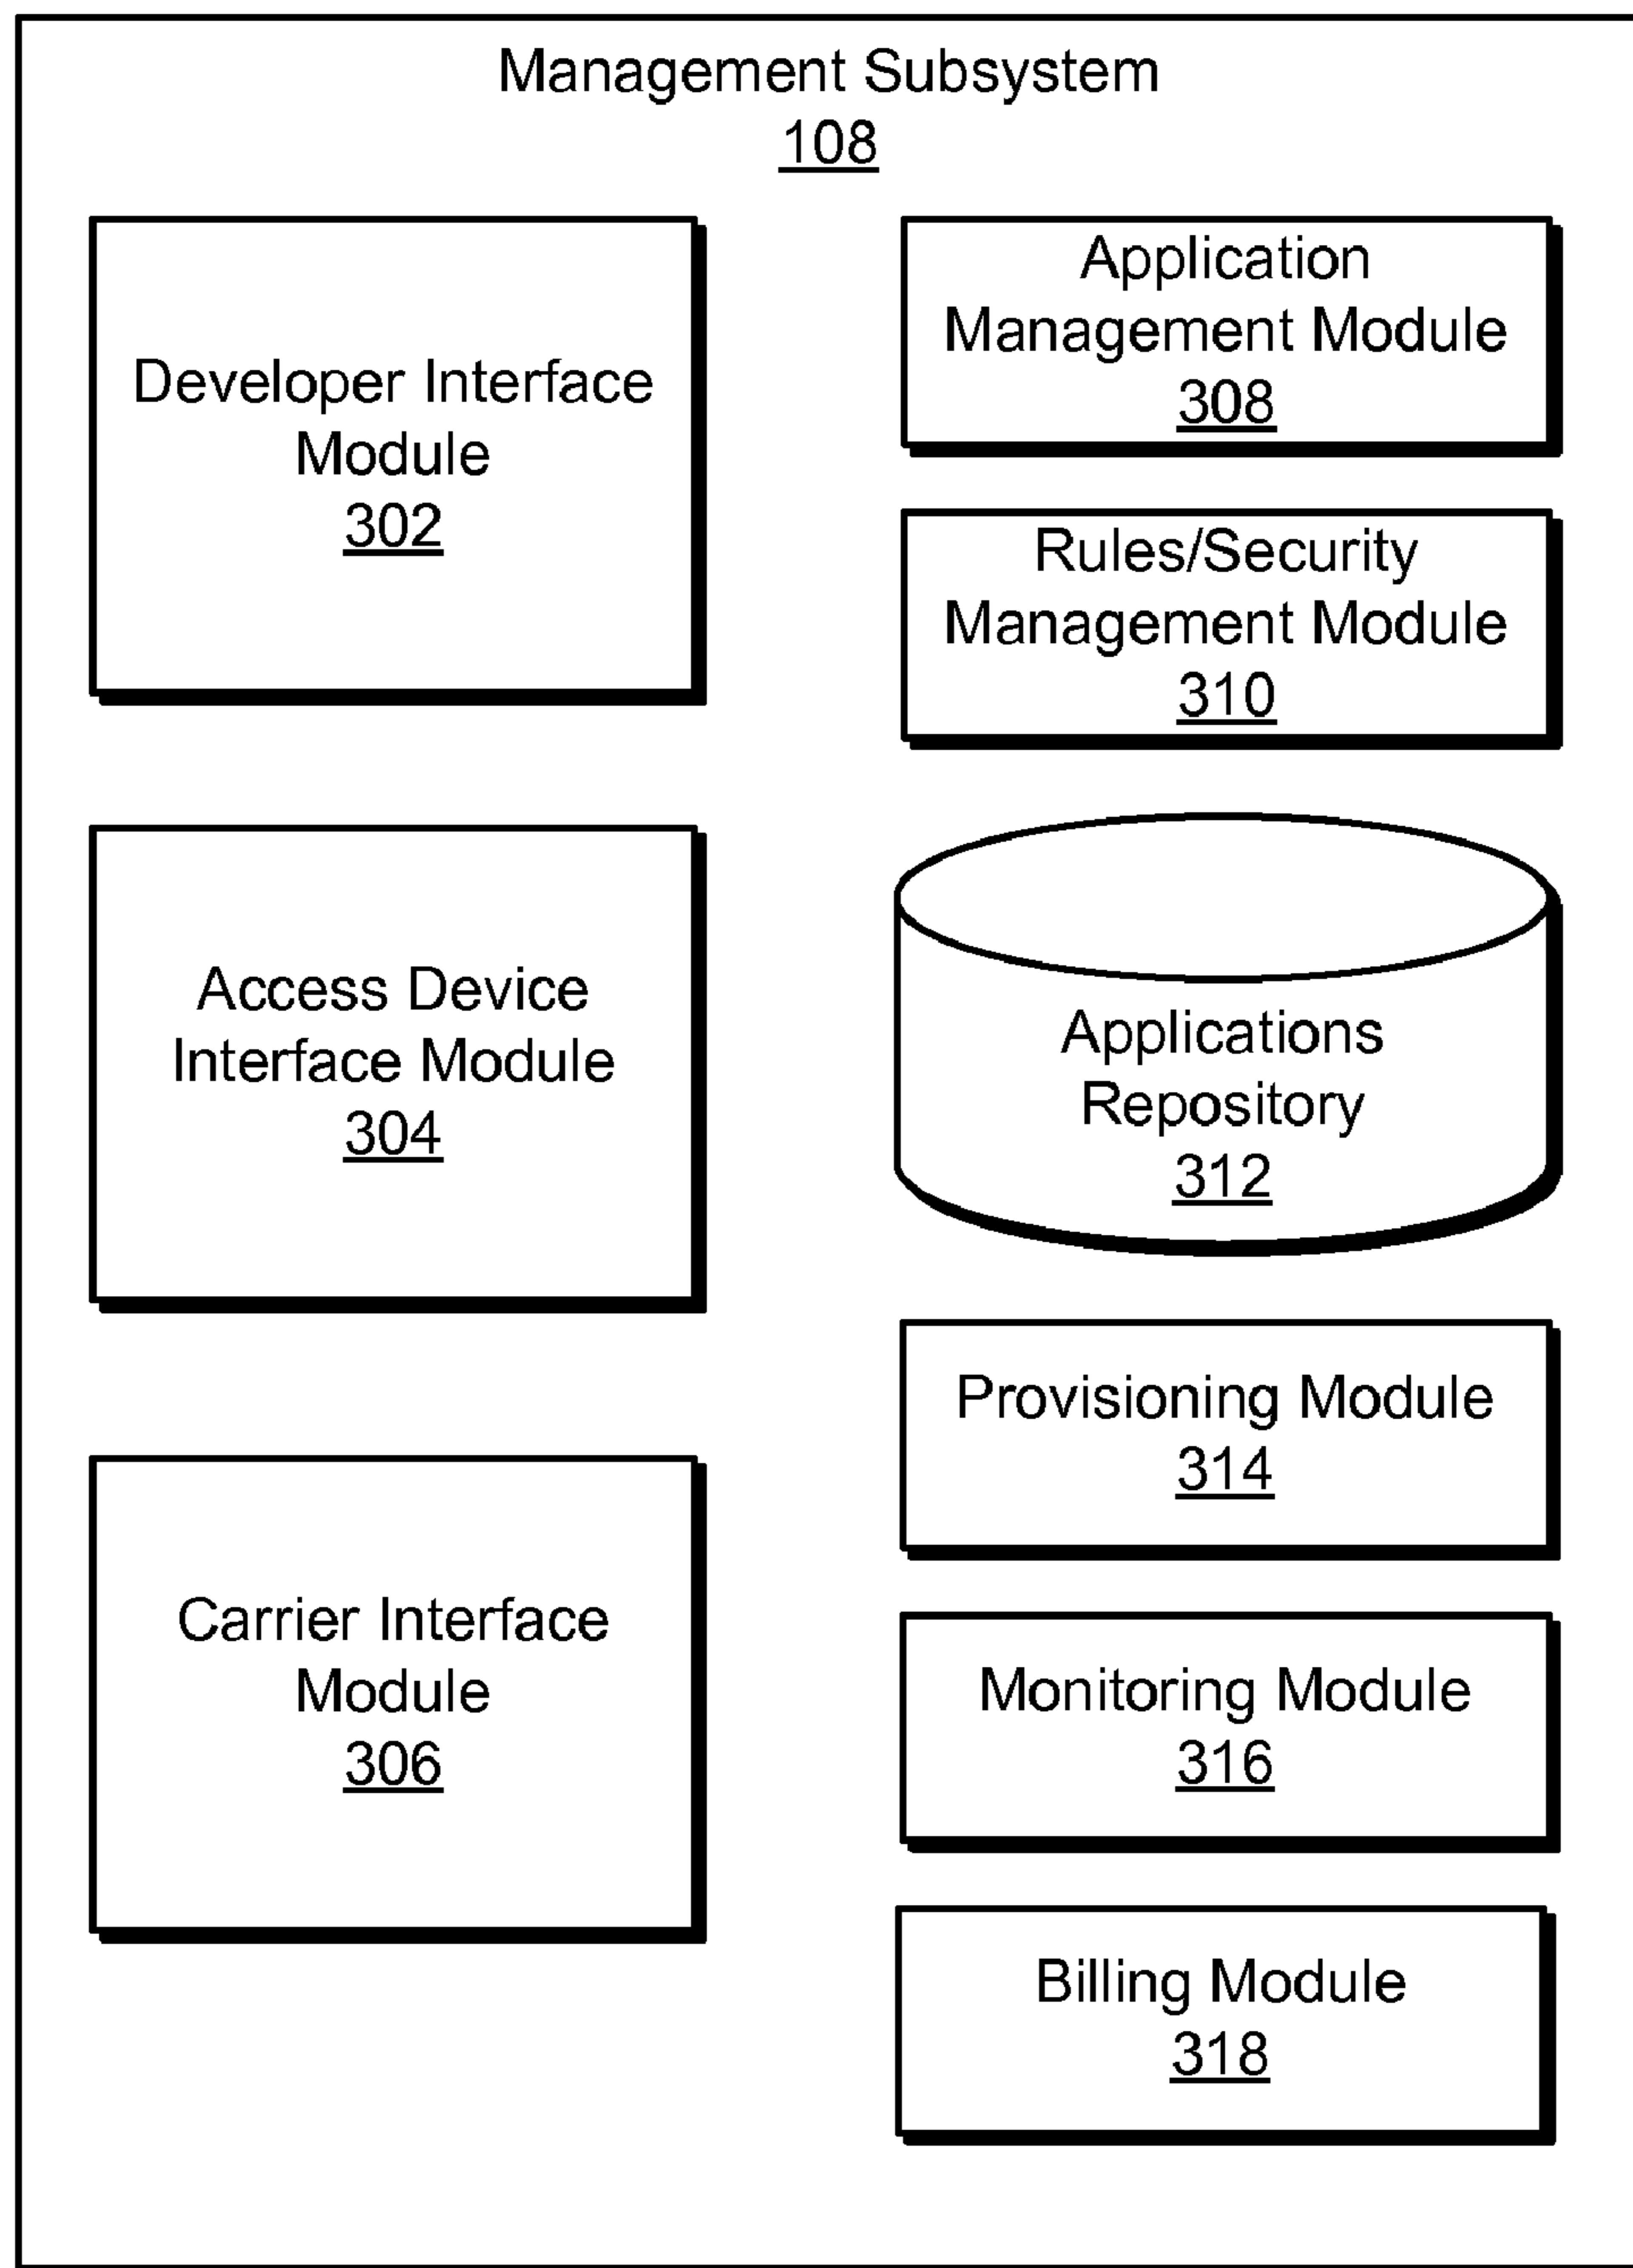 Management Subsystem
108
Developer Interface
Module
302
Access Device
Interface Module
304
Carrier Interface
Module
306
Application
Management Module
308
Rules/Security
Management Module
310
Applications
Repository
312
Provisioning Module
314
Monitoring Module
316
Billing Module
318